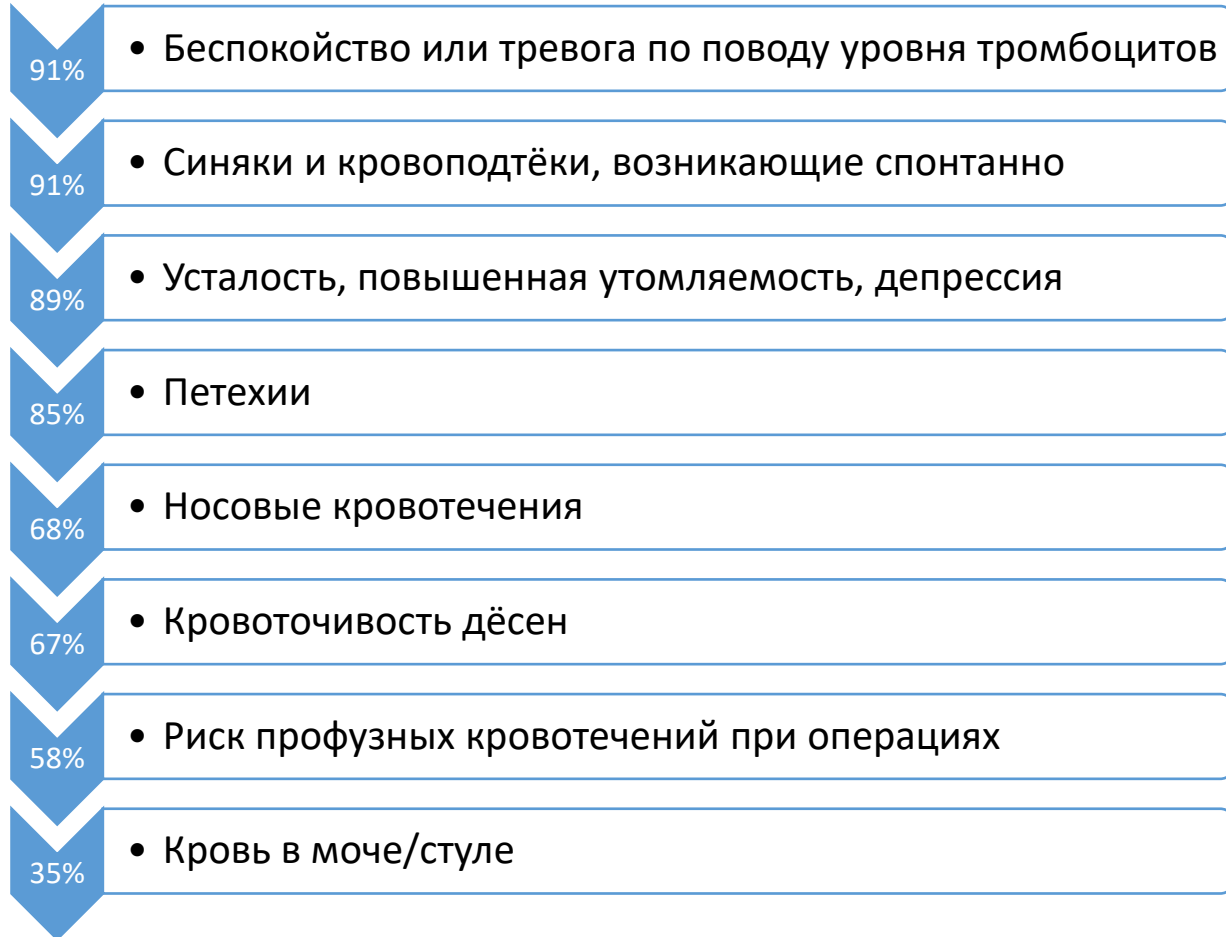 91%
• Беспокойство или тревога по поводу уровня тромбоцитов
91%
• Синяки и кровоподтёки, возникающие спонтанно
89%
• Усталость, повышенная утомляемость, депрессия
85%
• Петехии
68%
• Носовые кровотечения
67%
• Кровоточивость дёсен
58%
• Риск профузных кровотечений при операциях
35%
• Кровь в моче/стуле